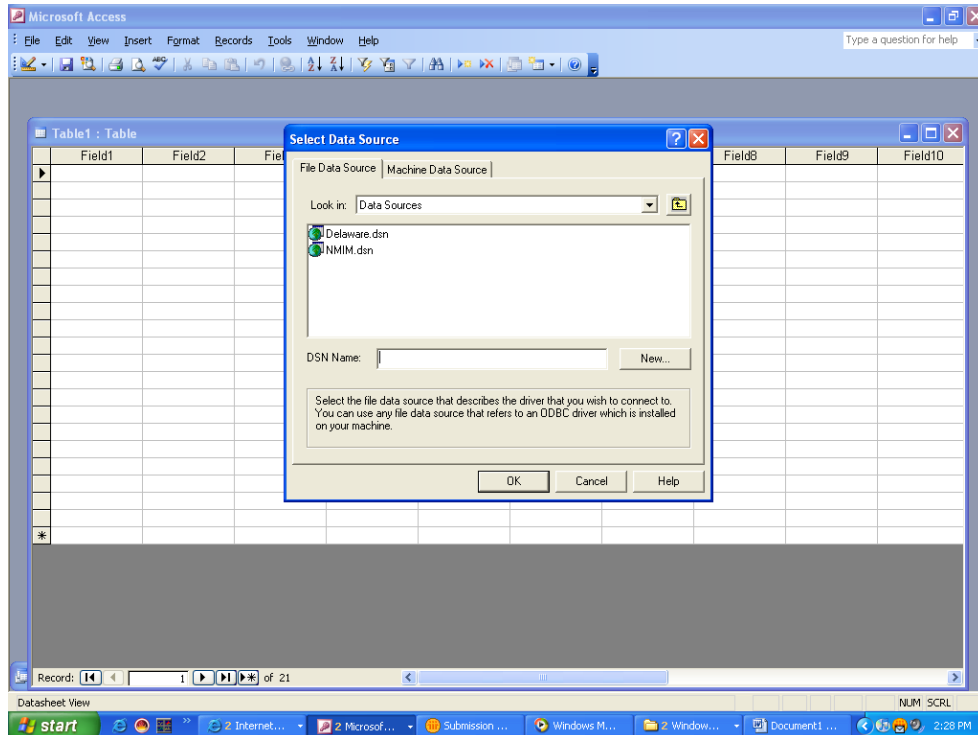 Microsoft Access
File Edit View Insert Format Records Tools Window Help
Type a question for help
Table1 : Table
Field1 Field2 Fiel Field8 Field9 Field10
Select Data Source
File Data Source Machine Data Source
Look in: Data Sources
Delaware.dsn
NMIM.dsn
DSN Name: New...
Select the file data source that describes the driver that you wish to connect to.
You can use any file data source that refers to an ODBC driver which is installed
on your machine.
OK Cancel Help
Record: 1 of 21
Datasheet View NUM SCRL
start 2 Internet... 2 Microsof... Submission ... Windows M... 2 Window... Document1 ... 2:28 PM